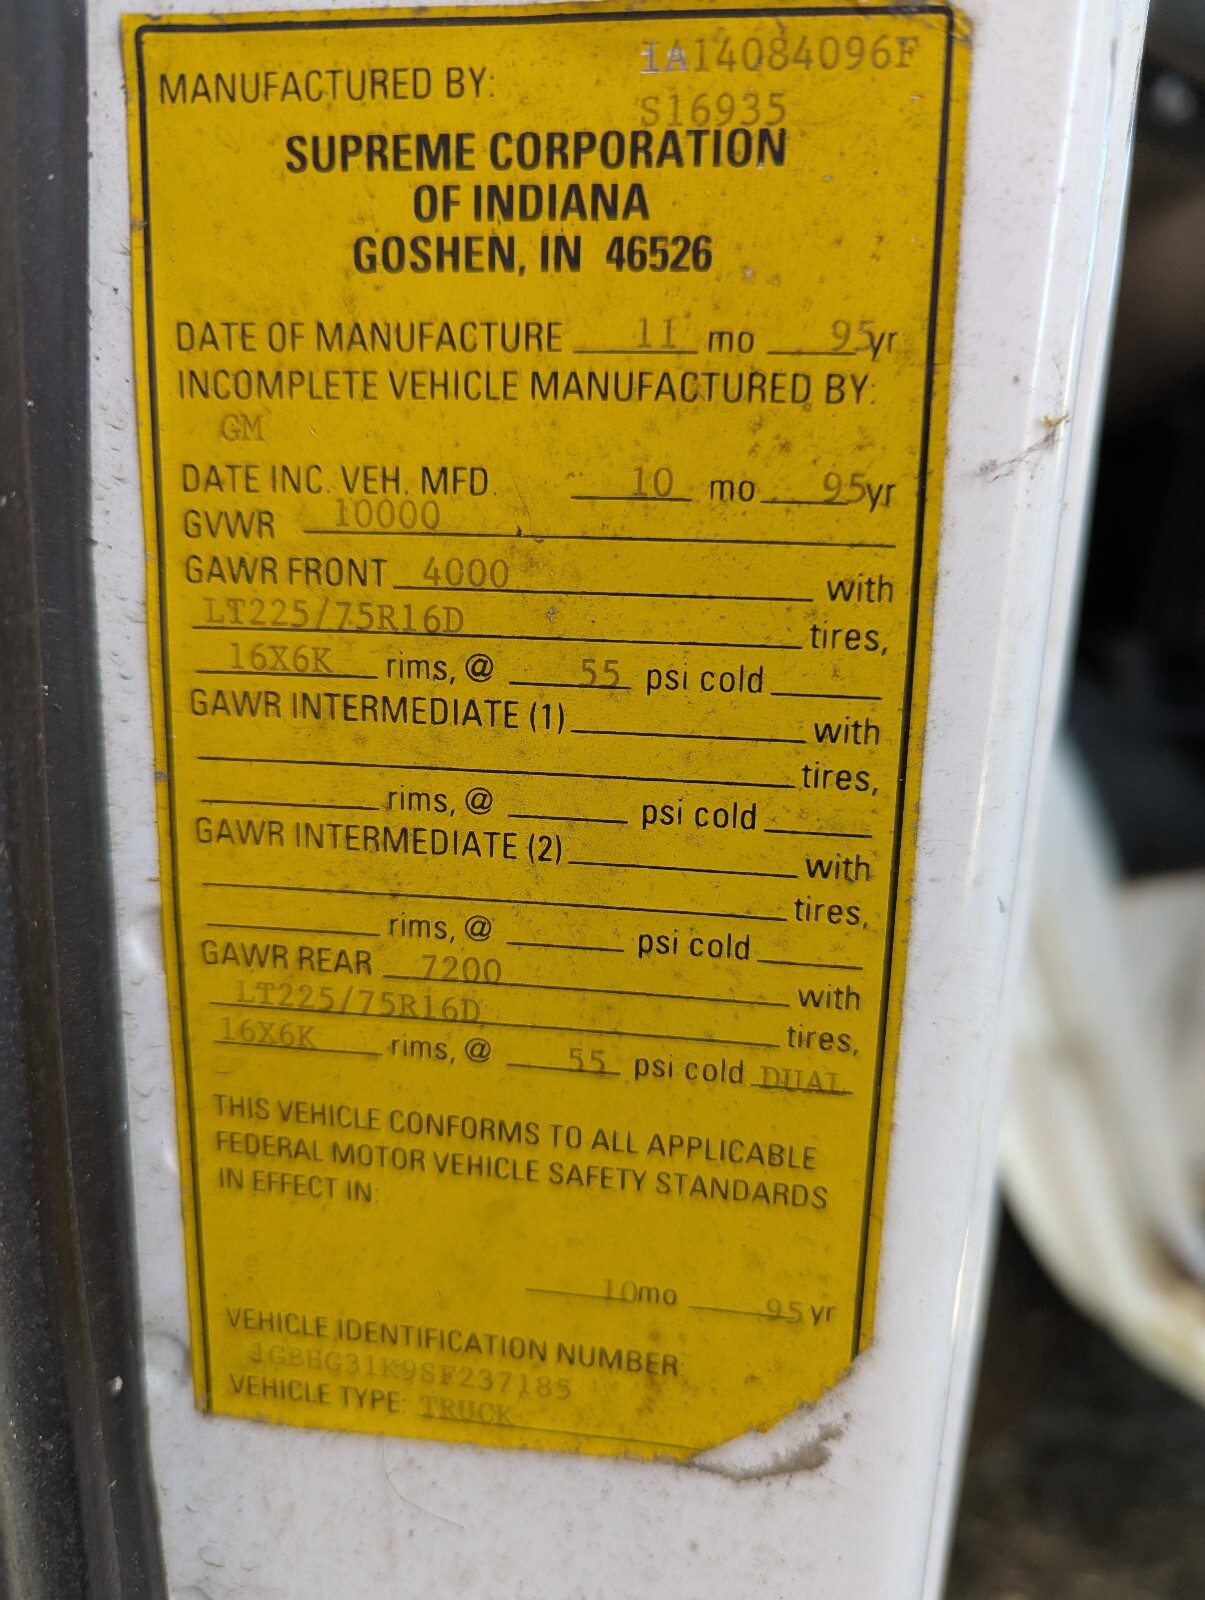 1A14084096F
MANUFACTURED BY:
S16935
SUPREME CORPORATION
OF INDIANA
GOSHEN, IN 46526
DATE OF MANUFACTURE 11 mo 95yr
INCOMPLETE VEHICLE MANUFACTURED BY:
GM
DATE INC. VEH. MFD. 10 mo 95yr
GVWR 10000
GAWR FRONT 4000 with
LT225/75R16D tires,
16X6K rims, @ 55 psi cold
GAWR INTERMEDIATE (1) with
tires,
rims, @ psi cold
GAWR INTERMEDIATE (2) with
tires,
rims, @ psi cold
GAWR REAR 7200 with
LT225/75R16D tires,
16X6K rims, @ 55 psi cold DUAL
THIS VEHICLE CONFORMS TO ALL APPLICABLE
FEDERAL MOTOR VEHICLE SAFETY STANDARDS
IN EFFECT IN:
10mo 95 yr
VEHICLE IDENTIFICATION NUMBER:
1GBHG31K9SF237185
VEHICLE TYPE: TRUCK